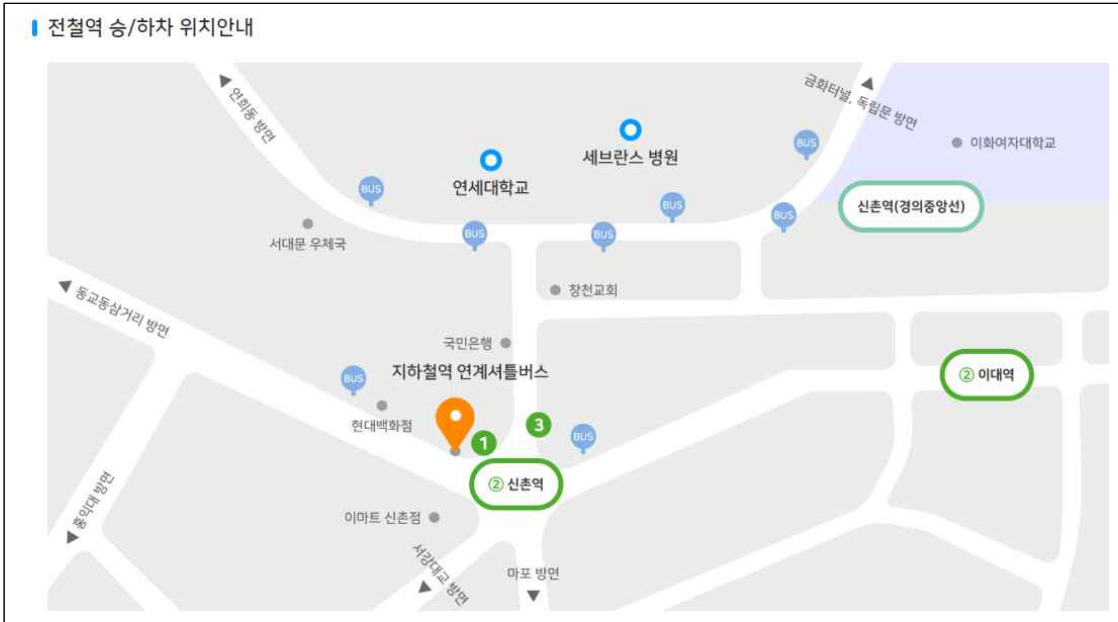 전철역 승/하차 위치안내
연희동 방면
금화터널, 독립문 방면
세브란스 병원
이화여자대학교
연세대학교
BUS
BUS
BUS
BUS
BUS
BUS
신촌역(경의중앙선)
서대문 우체국
동교동삼거리 방면
창천교회
국민은행
지하철역 연계셔틀버스
BUS
② 이대역
현대백화점
1
3
BUS
② 신촌역
홍익대 방면
이마트 신촌점
서강대교 방면
마포 방면